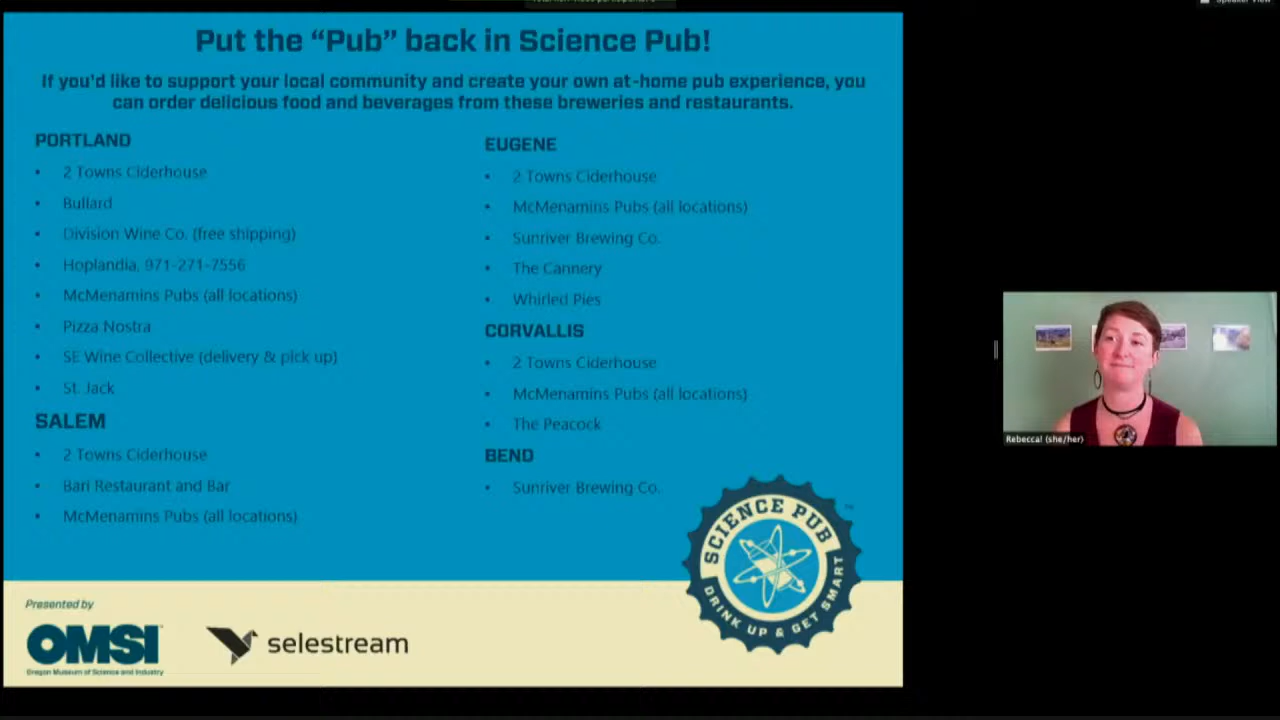 Put the “Pub” back in Science Pub!
If you'd like to support your local community and create your own at-home pub experience, you
can order delicious food and beverages from these breweries and restaurants.
PORTLAND
• 2 Towns Ciderhouse
• Bullard
• Division Wine Co. (free shipping)
• Hoplandia, 971-271-7556
• McMenamins Pubs (all locations)
• Pizza Nostra
• SE Wine Collective (delivery & pick up)
• St. Jack
SALEM
• 2 Towns Ciderhouse
• Bari Restaurant and Bar
• McMenamins Pubs (all locations)
EUGENE
• 2 Towns Ciderhouse
• McMenamins Pubs (all locations)
• Sunriver Brewing Co.
• The Cannery
• Whirled Pies
CORVALLIS
• 2 Towns Ciderhouse
• McMenamins Pubs (all locations)
• The Peacock
BEND
• Sunriver Brewing Co.
SCIENCE PUB
DRINK UP & GET SMART
Presented by
OMSI
Oregon Museum of Science and Industry
selestream
Rebecca! (she/her)